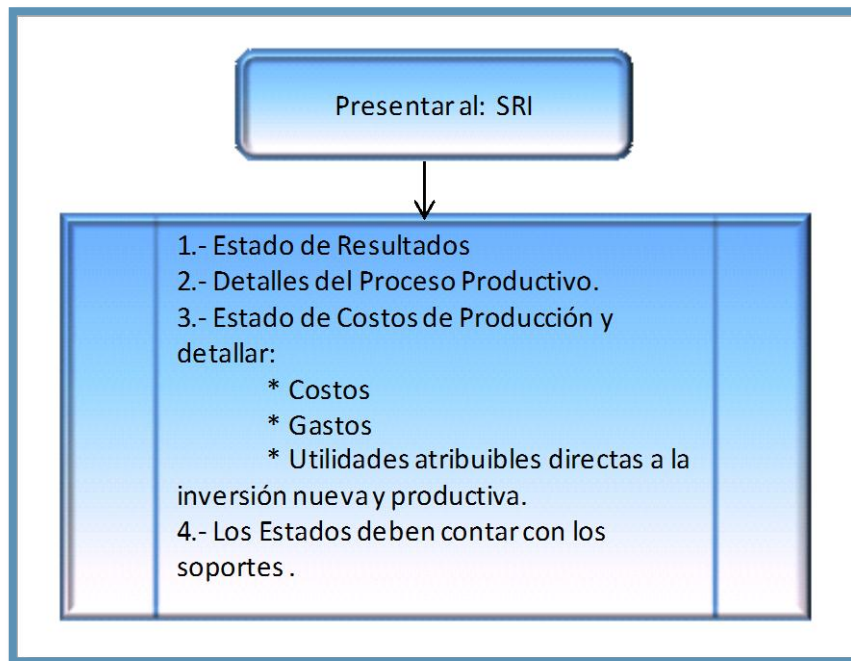 Presentar al: SRI
1.- Estado de Resultados
2.- Detalles del Proceso Productivo.
3.- Estado de Costos de Producción y
detallar:
* Costos
* Gastos
* Utilidades atribuibles directas a la
inversión nueva y productiva.
4.- Los Estados deben contar con los
soportes .